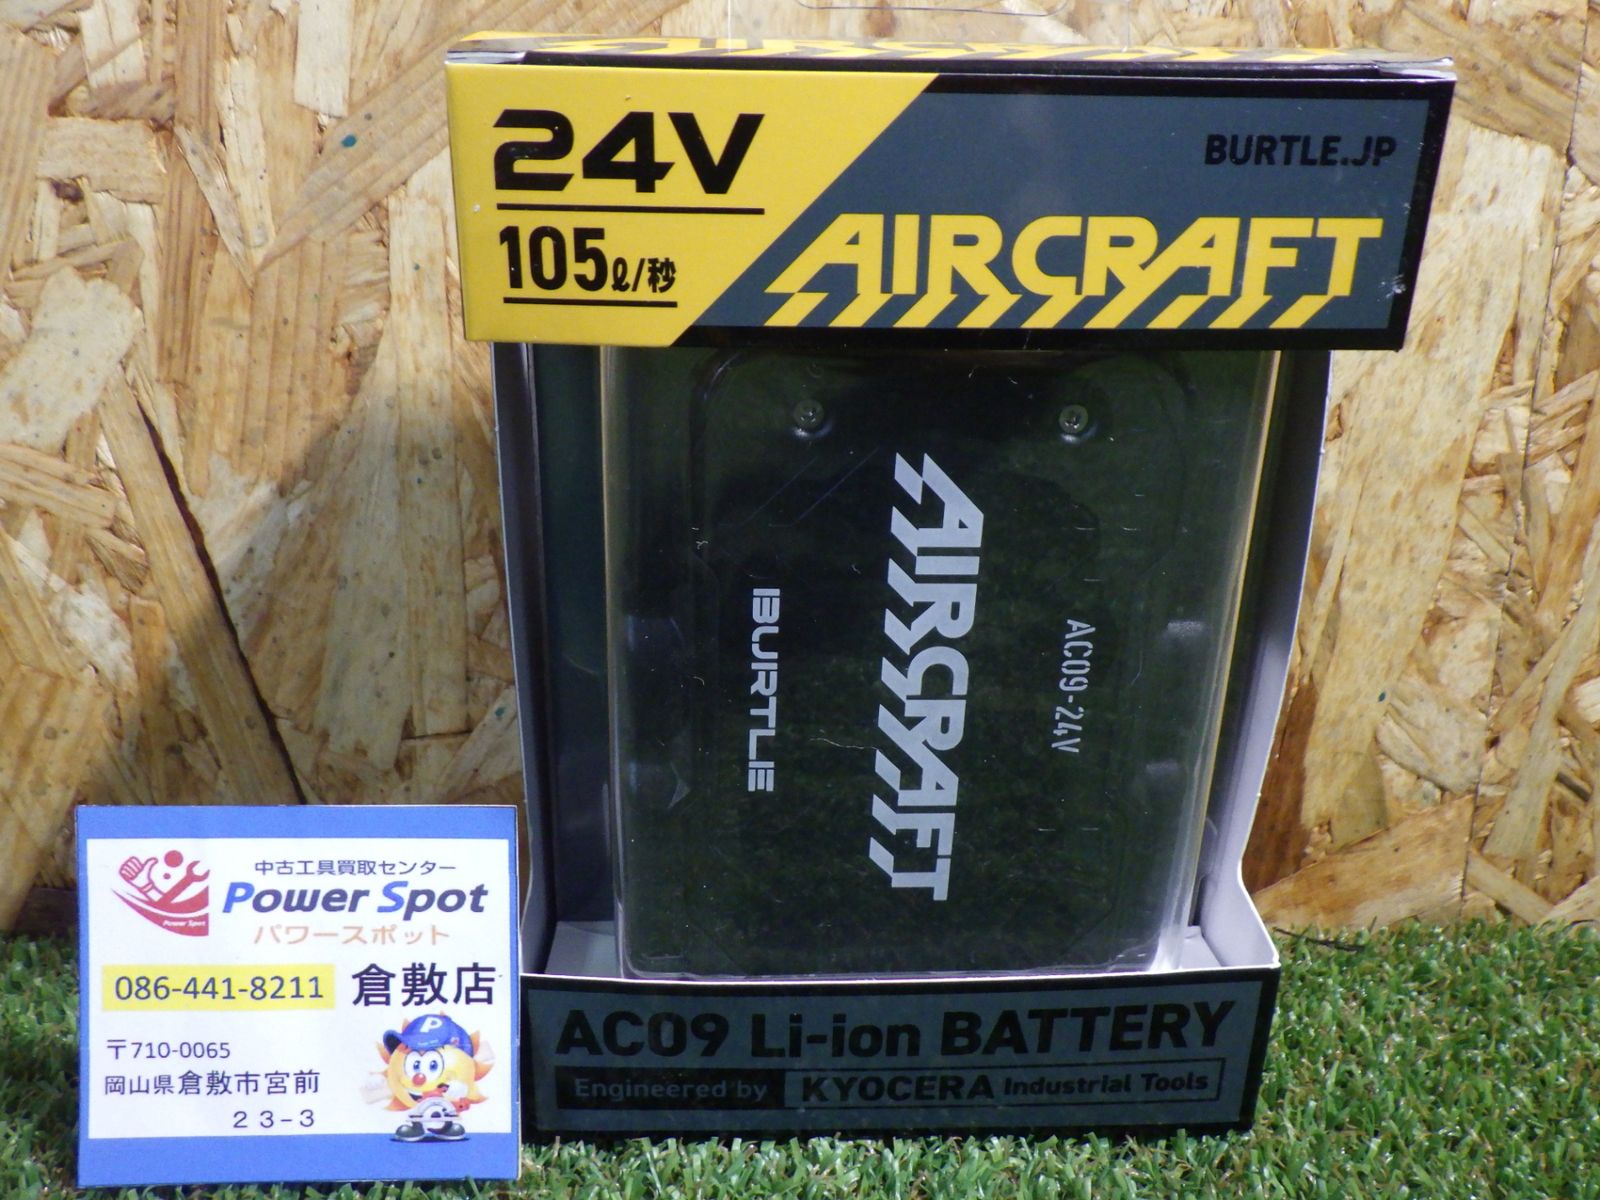 24V
105ℓ/秒
BURTLE.JP
AIRCRAFT
AIRCRAFT
BURTLE
AC09-24V
AC09 Li-ion BATTERY
Engineered by KYOCERA Industrial Tools
中古工具買取センター
Power Spot
Power Spot
パワースポット
086-441-8211 倉敷店
〒710-0065
岡山県倉敷市宮前
２３−３
P